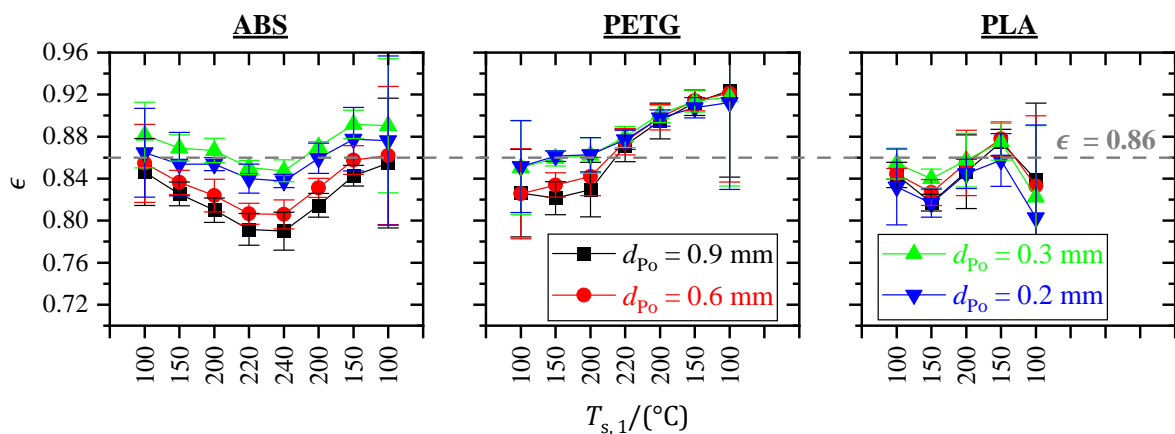 ABS PETG PLA
0.96
0.92
0.88
0.84
0.80
0.76
0.72
ϵ
ϵ = 0.86
d_Po = 0.9 mm
d_Po = 0.6 mm
d_Po = 0.3 mm
d_Po = 0.2 mm
100 150 200 220 240 200 150 100
100 150 200 220 200 150 100
100 150 200 150 100
T_s, 1/(°C)